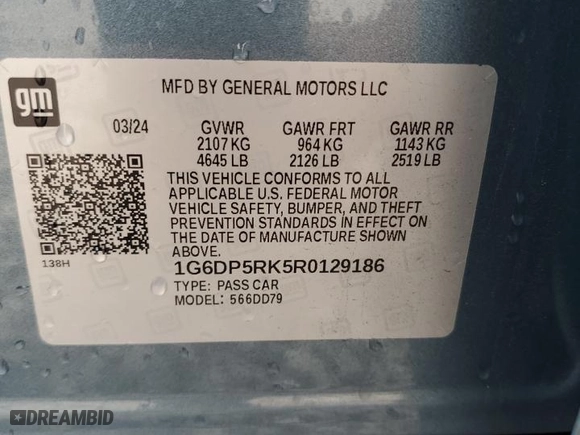 gm
MFD BY GENERAL MOTORS LLC
03/24 GVWR GAWR FRT GAWR RR
2107 KG 964 KG 1143 KG
4645 LB 2126 LB 2519 LB
THIS VEHICLE CONFORMS TO ALL
APPLICABLE U.S. FEDERAL MOTOR
VEHICLE SAFETY, BUMPER, AND THEFT
PREVENTION STANDARDS IN EFFECT ON
THE DATE OF MANUFACTURE SHOWN
ABOVE.
138H
1G6DP5RK5R0129186
TYPE: PASS CAR
MODEL: 566DD79
DREAMBID